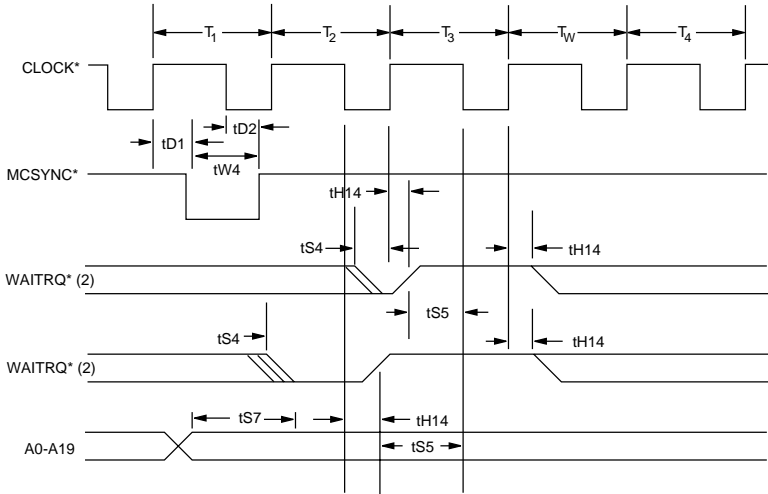 T1 T2 T3 TW T4
CLOCK*
tD1 tD2
tW4
MCSYNC*
tH14
tS4
tH14
WAITRQ* (2)
tS5
tS4
tH14
WAITRQ* (2)
tS7 tH14
A0-A19
tS5